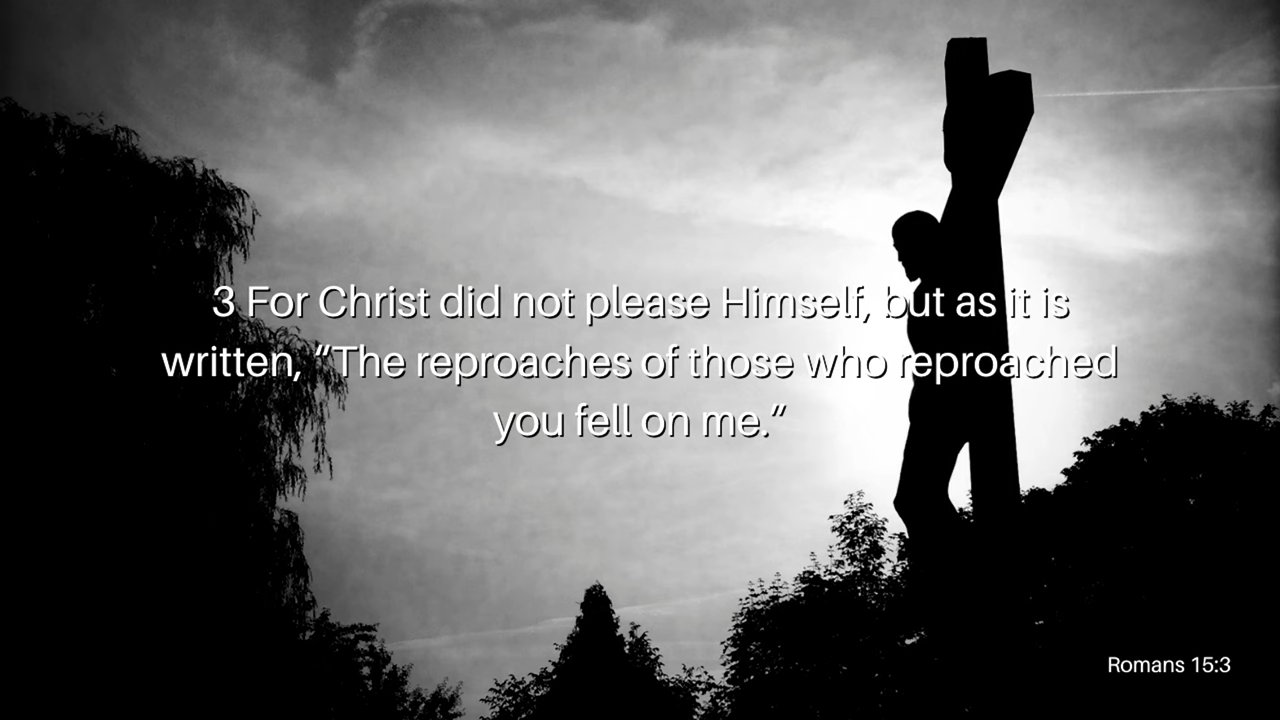 3 For Christ did not please Himself, but as it is
written, “The reproaches of those who reproached
you fell on me.”
Romans 15:3